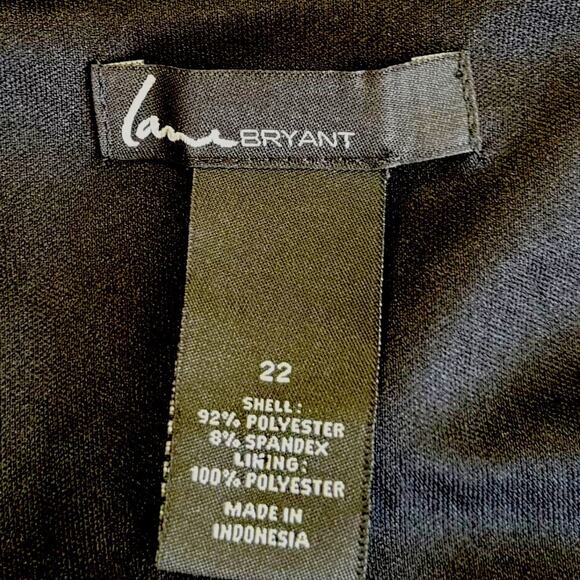 lane BRYANT
22
SHELL:
92% POLYESTER
8% SPANDEX
LINING:
100% POLYESTER
MADE IN
INDONESIA